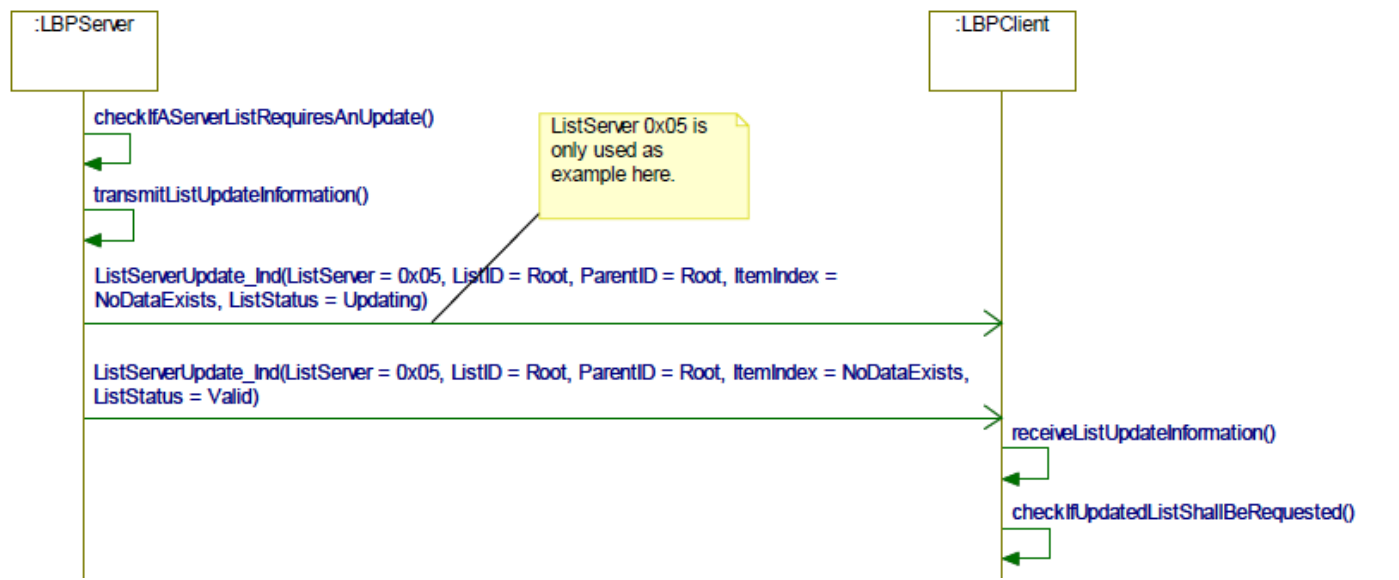 :LBPServer
:LBPClient
checkIfAServerListRequiresAnUpdate()
ListServer 0x05 is
only used as
example here.
transmitListUpdateInformation()
ListServerUpdate_Ind(ListServer = 0x05, ListID = Root, ParentID = Root, ItemIndex =
NoDataExists, ListStatus = Updating)
ListServerUpdate_Ind(ListServer = 0x05, ListID = Root, ParentID = Root, ItemIndex = NoDataExists,
ListStatus = Valid)
receiveListUpdateInformation()
checkIfUpdatedListShallBeRequested()